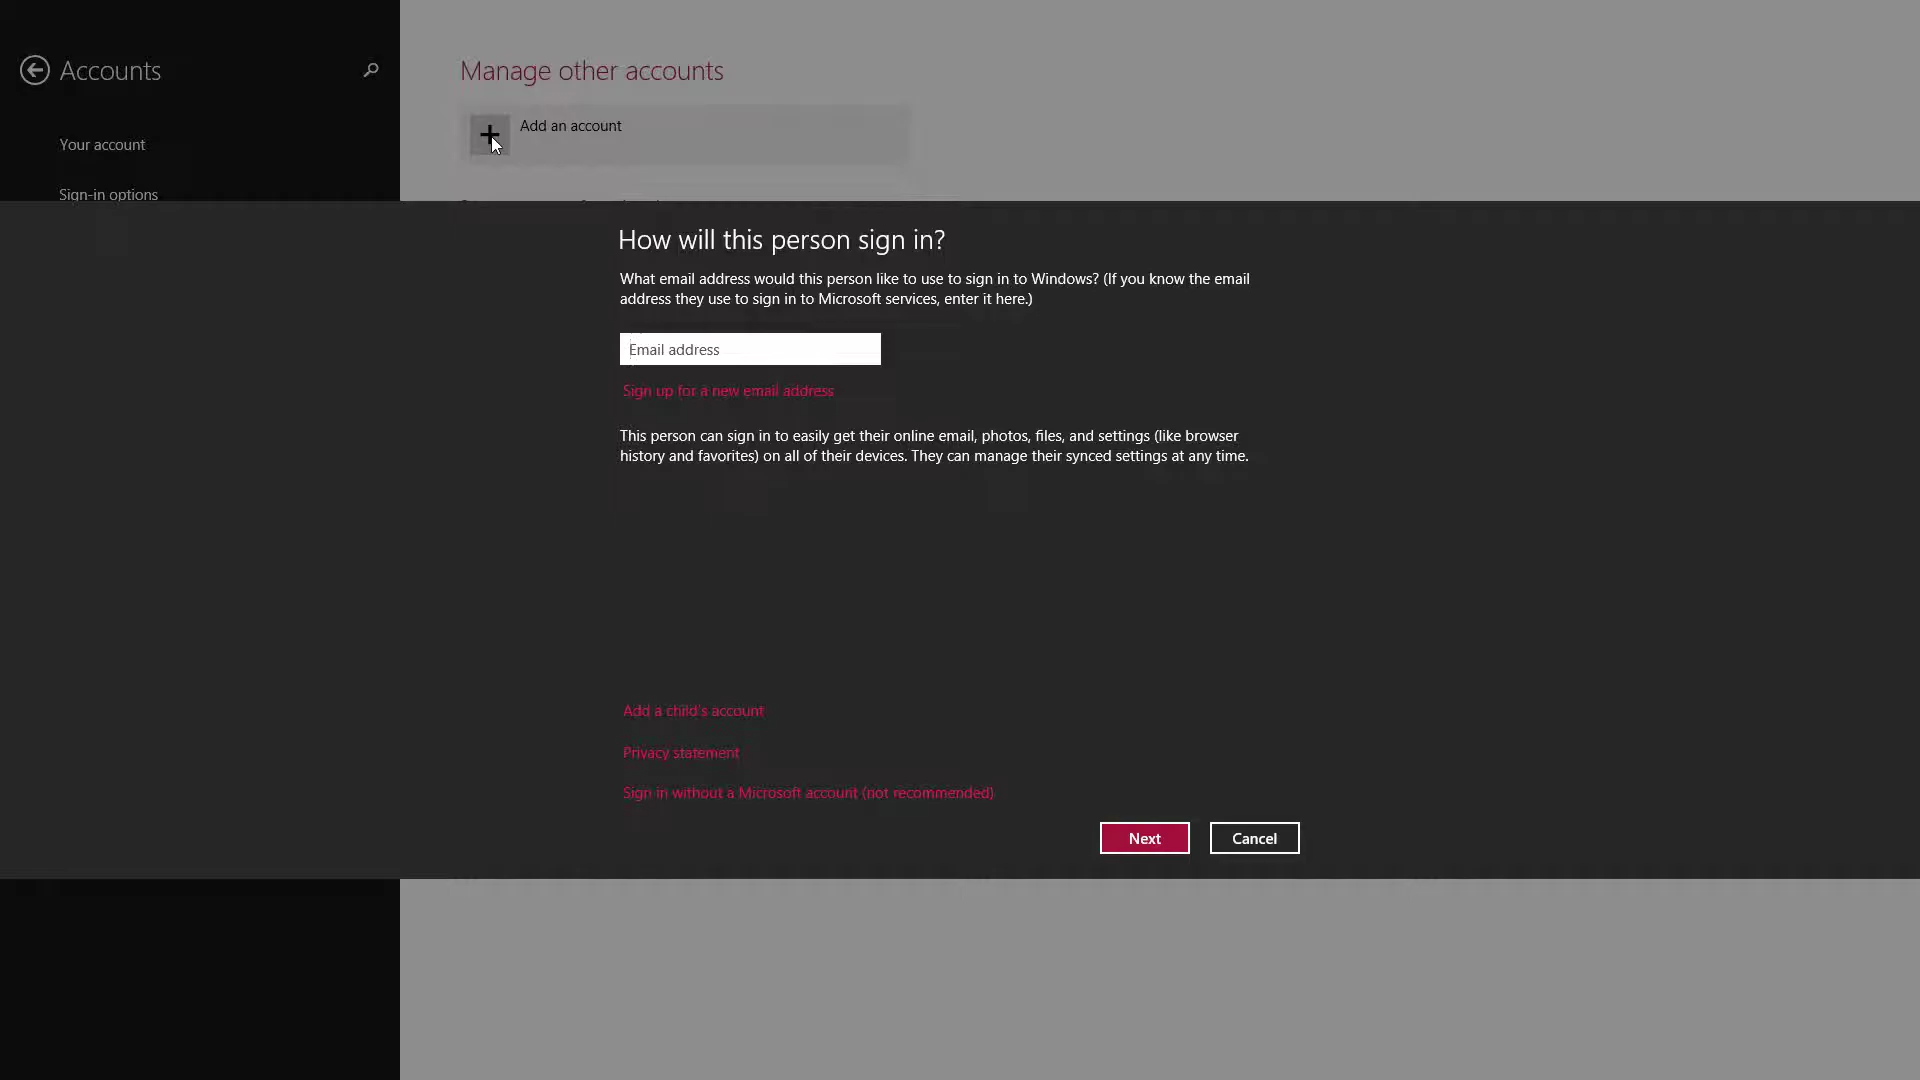 Accounts
Manage other accounts
Add an account
Your account
Sign-in options
How will this person sign in?
What email address would this person like to use to sign in to Windows? (If you know the email
address they use to sign in to Microsoft services, enter it here.)
Email address
Sign up for a new email address
This person can sign in to easily get their online email, photos, files, and settings (like browser
history and favorites) on all of their devices. They can manage their synced settings at any time.
Add a child's account
Privacy statement
Sign in without a Microsoft account (not recommended)
Next
Cancel